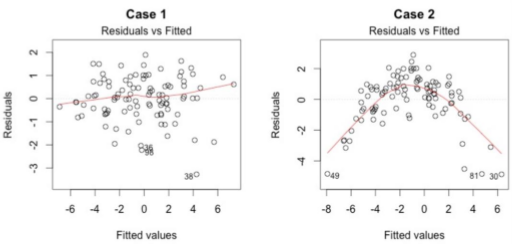 Case 1
Residuals vs Fitted
Residuals
2
1
0
-1
-2
-3
38
-6 -4 -2 0 2 4 6
Fitted values
Case 2
Residuals vs Fitted
Residuals
2
0
-2
-4
49
81
30
-8 -6 -4 -2 0 2 4 6
Fitted values